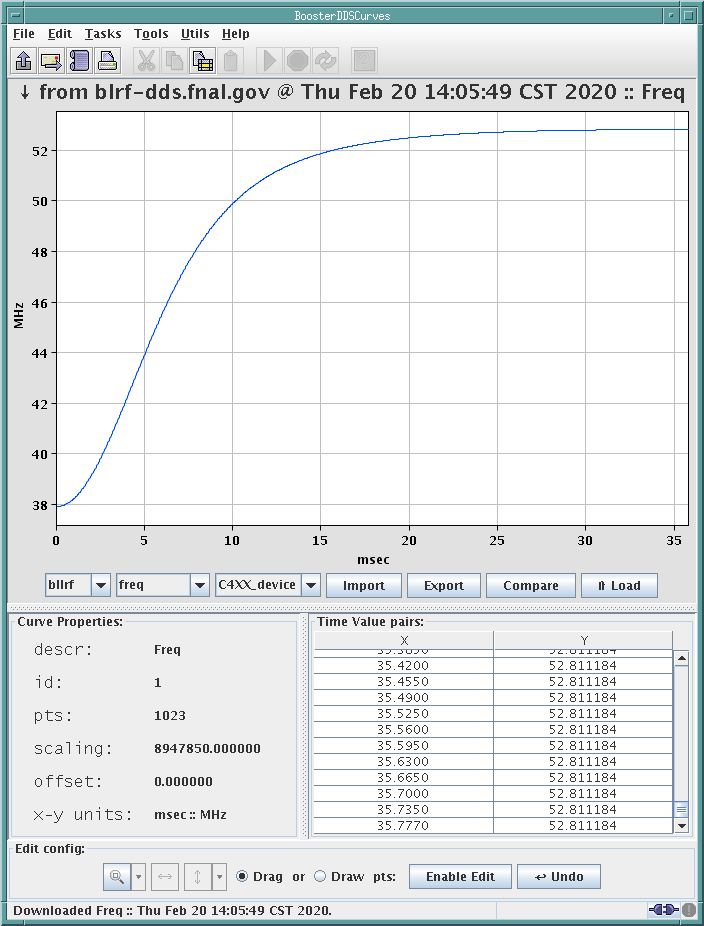 BoosterDDSCurves
File Edit Tasks Tools Utils Help
↓ from blrf-dds.fnal.gov @ Thu Feb 20 14:05:49 CST 2020 :: Freq
52
50
48
46
44
42
40
38
MHz
0 5 10 15 20 25 30 35
msec
bllrf freq C4XX_device Import Export Compare ⇑ Load
Curve Properties:
descr: Freq
id: 1
pts: 1023
scaling: 8947850.000000
offset: 0.000000
x-y units: msec :: MHz
Time Value pairs:
X Y
35.3850 52.811184
35.4200 52.811184
35.4550 52.811184
35.4900 52.811184
35.5250 52.811184
35.5600 52.811184
35.5950 52.811184
35.6300 52.811184
35.6650 52.811184
35.7000 52.811184
35.7350 52.811184
35.7770 52.811184
Edit config:
Drag or Draw pts: Enable Edit ↩ Undo
Downloaded Freq :: Thu Feb 20 14:05:49 CST 2020.